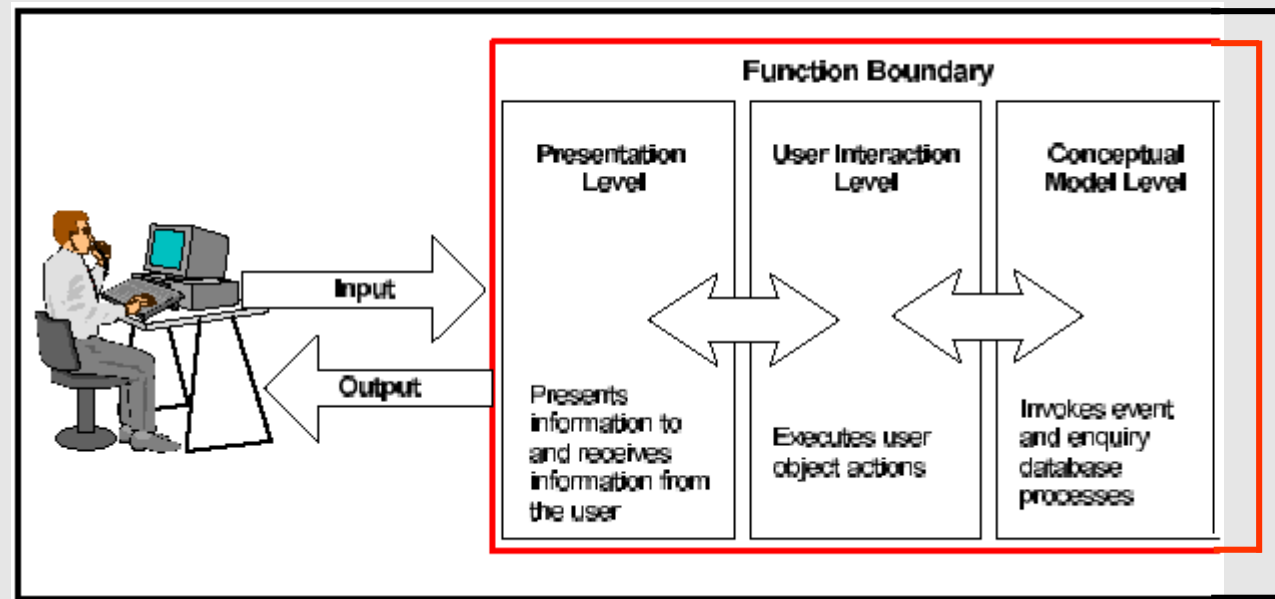 Function Boundary
Presentation
Level
User Interaction
Level
Conceptual
Model Level
Input
Output
Presents
information to
and receives
information from
the user
Executes user
object actions
Invokes event
and enquiry
database
processes